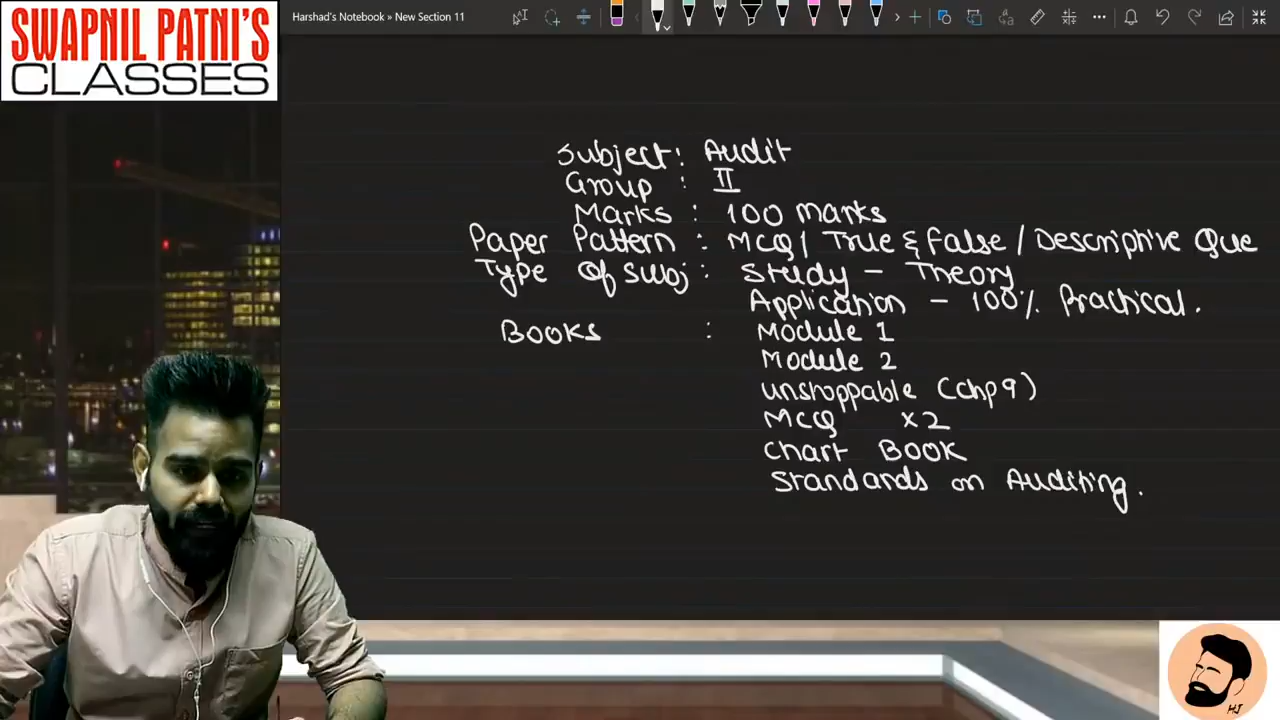 SWAPNIL PATNI'S
CLASSES
Harshad's Notebook » New Section 11
Subject : Audit
Group : II
Marks : 100 Marks
Paper Pattern : MCQ / True & False / Descriptive Que
Type Of Subj : Study - Theory
Application - 100% Practical.
Books : Module 1
Module 2
unstoppable (chp 9)
MCQ x2
Chart BOOK
Standards on Auditing.
HJ